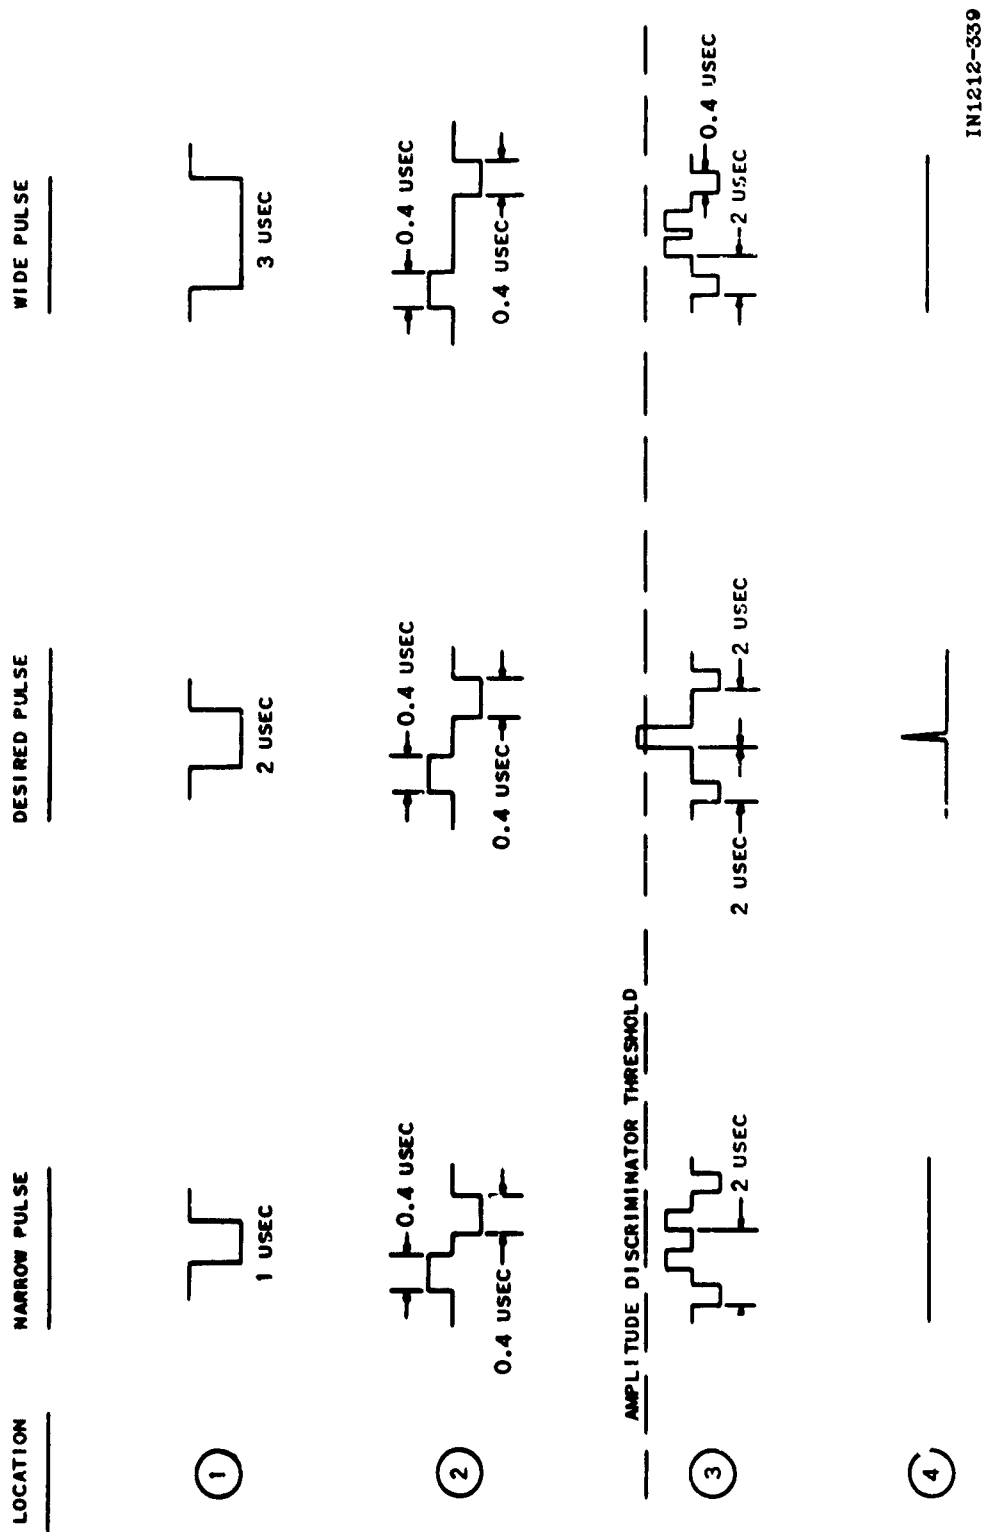 LOCATION NARROW PULSE DESIRED PULSE WIDE PULSE
1
1 USEC 2 USEC 3 USEC
2
0.4 USEC 0.4 USEC 0.4 USEC
0.4 USEC 0.4 USEC 0.4 USEC
AMPLITUDE DISCRIMINATOR THRESHOLD
3
0.4 USEC
2 USEC 2 USEC 2 USEC 2 USEC
4
IN1212-339